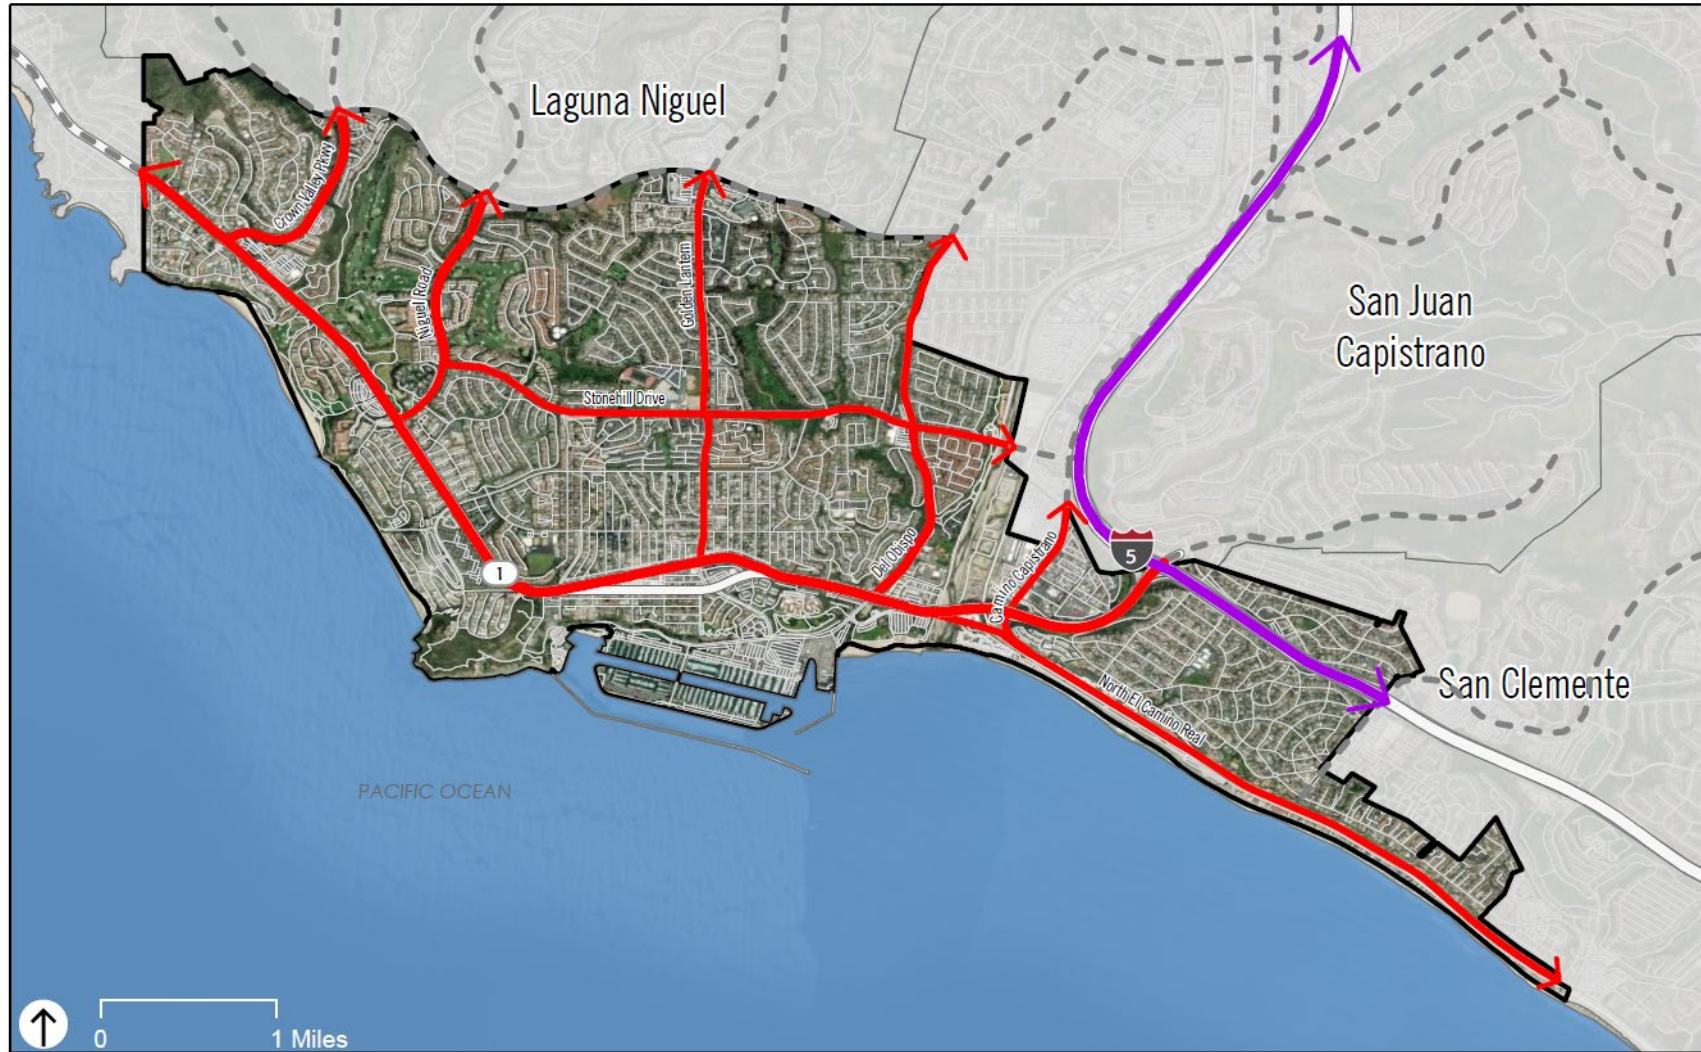 Laguna Niguel
Crown Valley Pkwy
Niguel Road
Golden Lantern
San Juan
Capistrano
Stonehill Drive
1
Del Obispo
Camino Capistrano
5
San Clemente
North El Camino Real
PACIFIC OCEAN
0
1 Miles